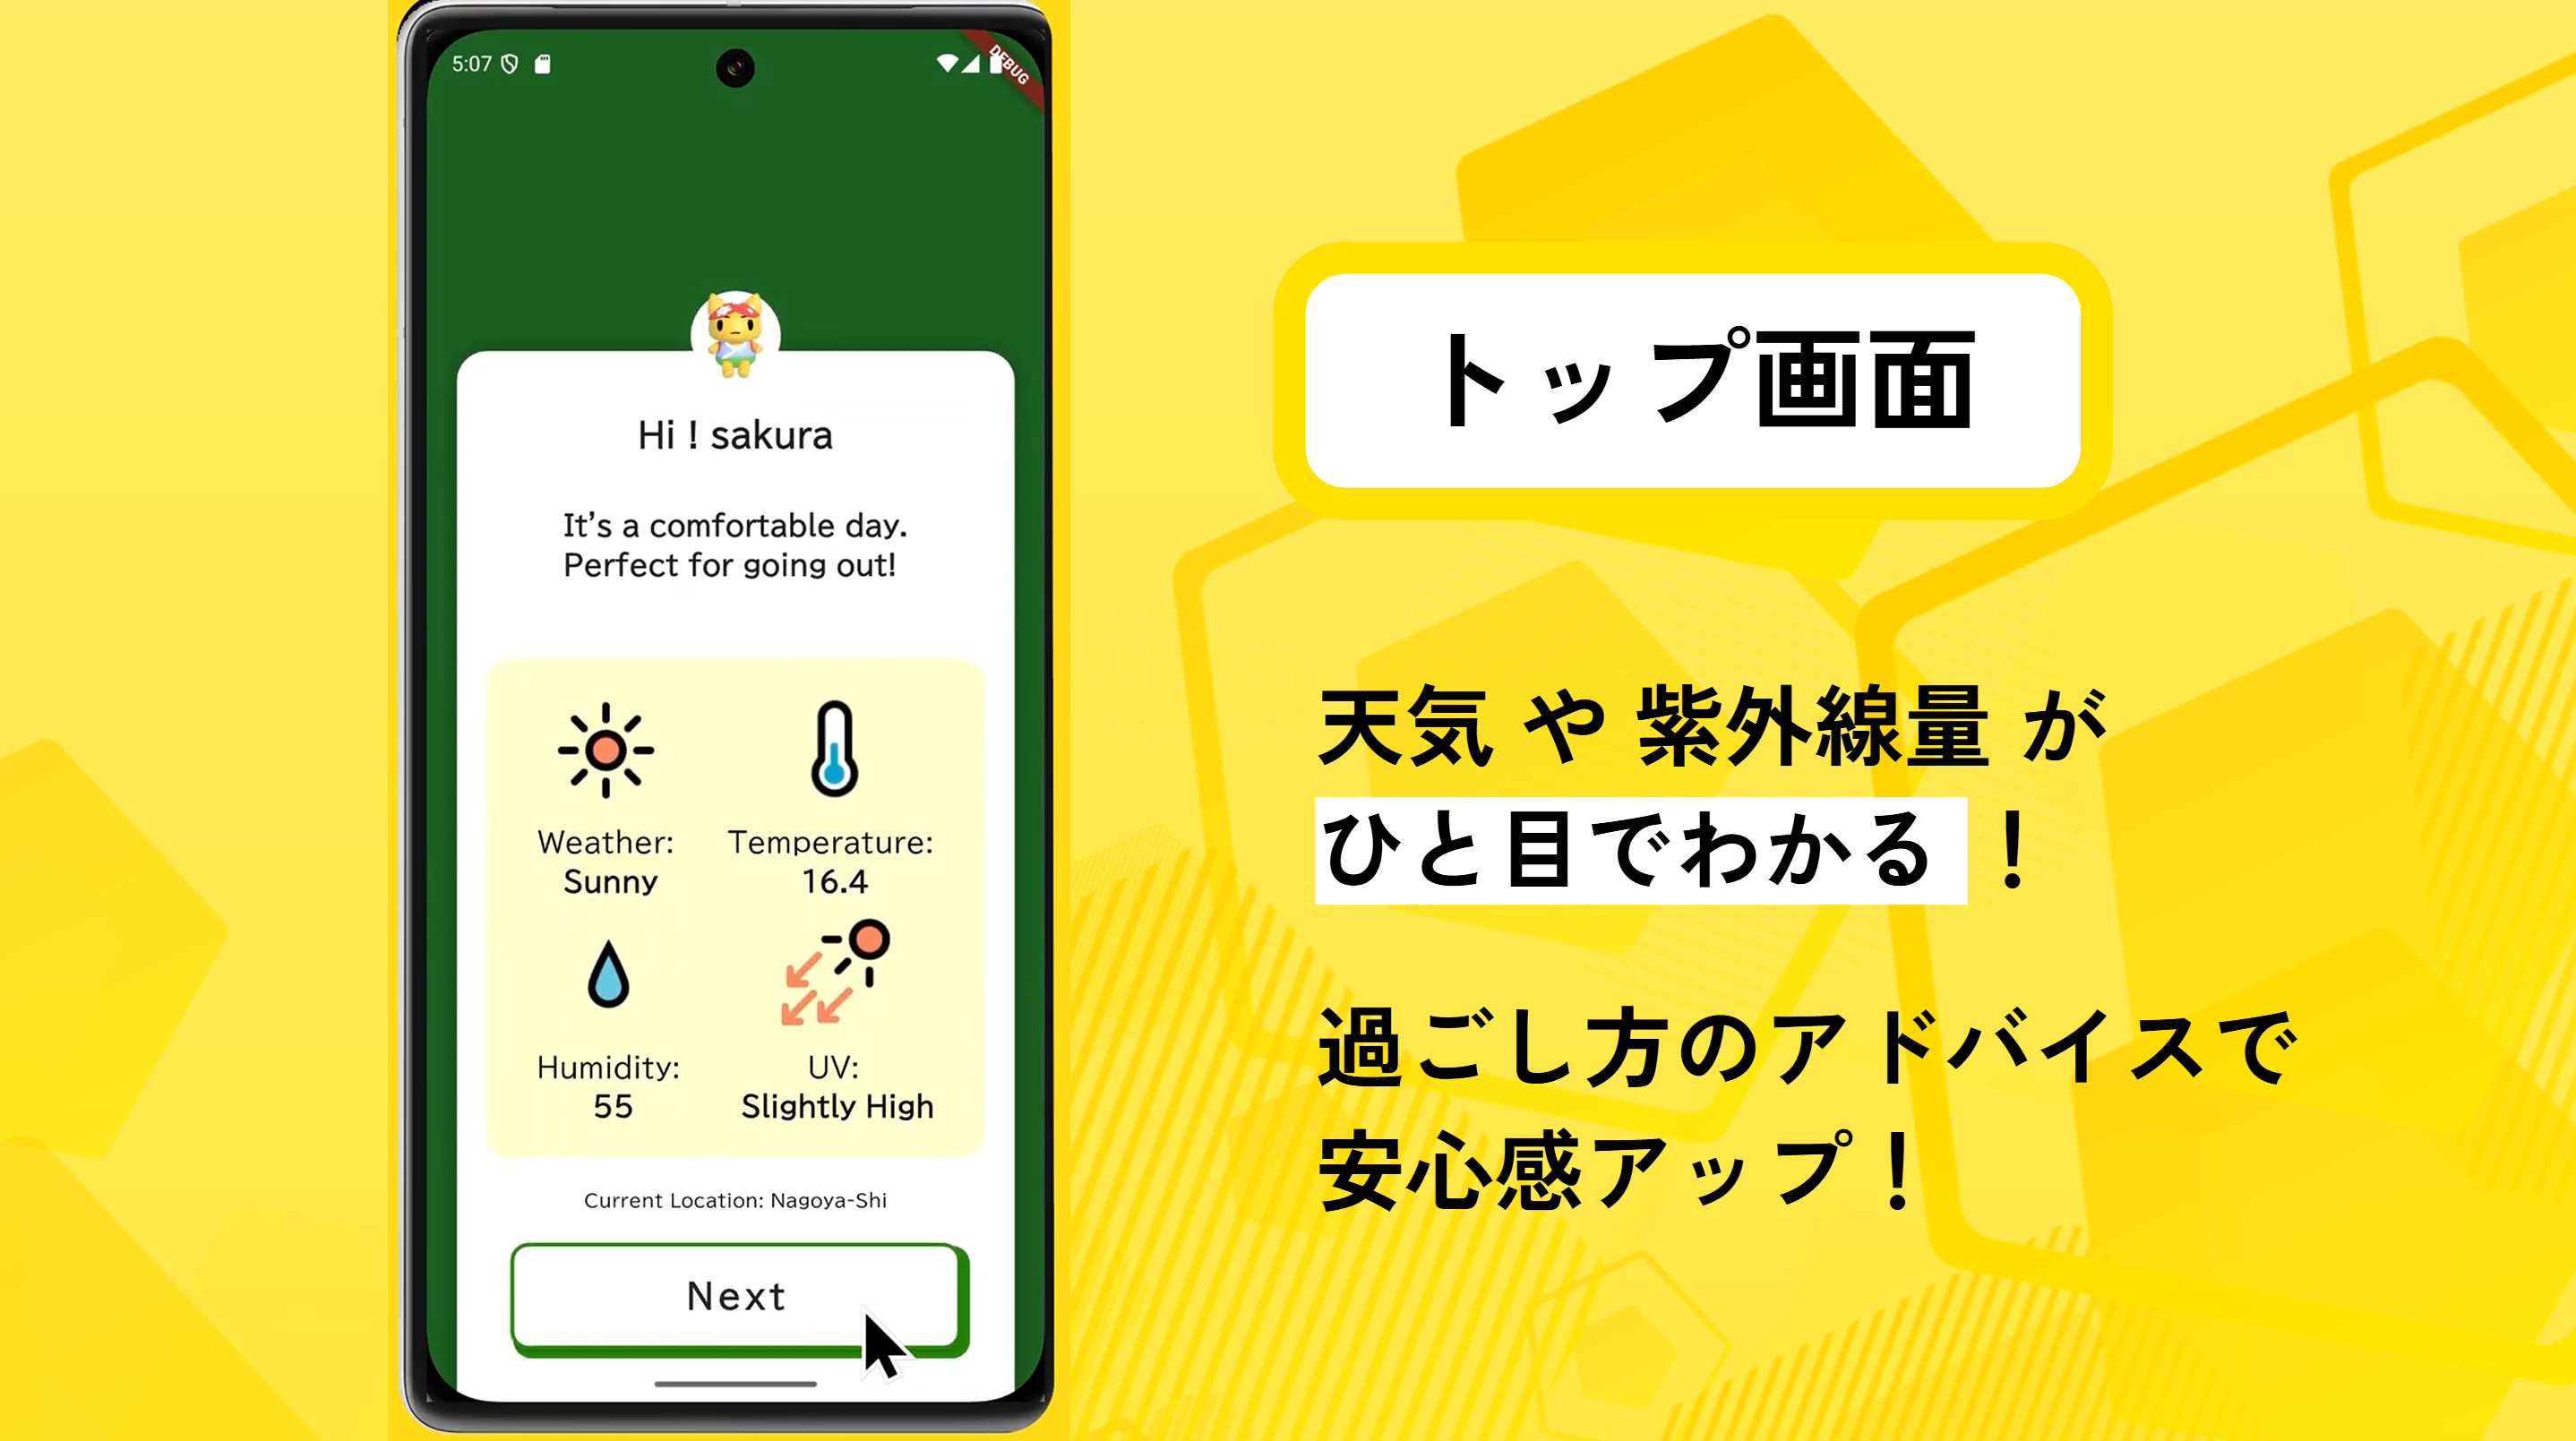 5:07
DEBUG
Hi ! sakura
It's a comfortable day.
Perfect for going out!
Weather:
Sunny
Temperature:
16.4
Humidity:
55
UV:
Slightly High
Current Location: Nagoya-Shi
Next
トップ画面
天気 や 紫外線量 が
ひと目でわかる ！
過ごし方のアドバイスで
安心感アップ！